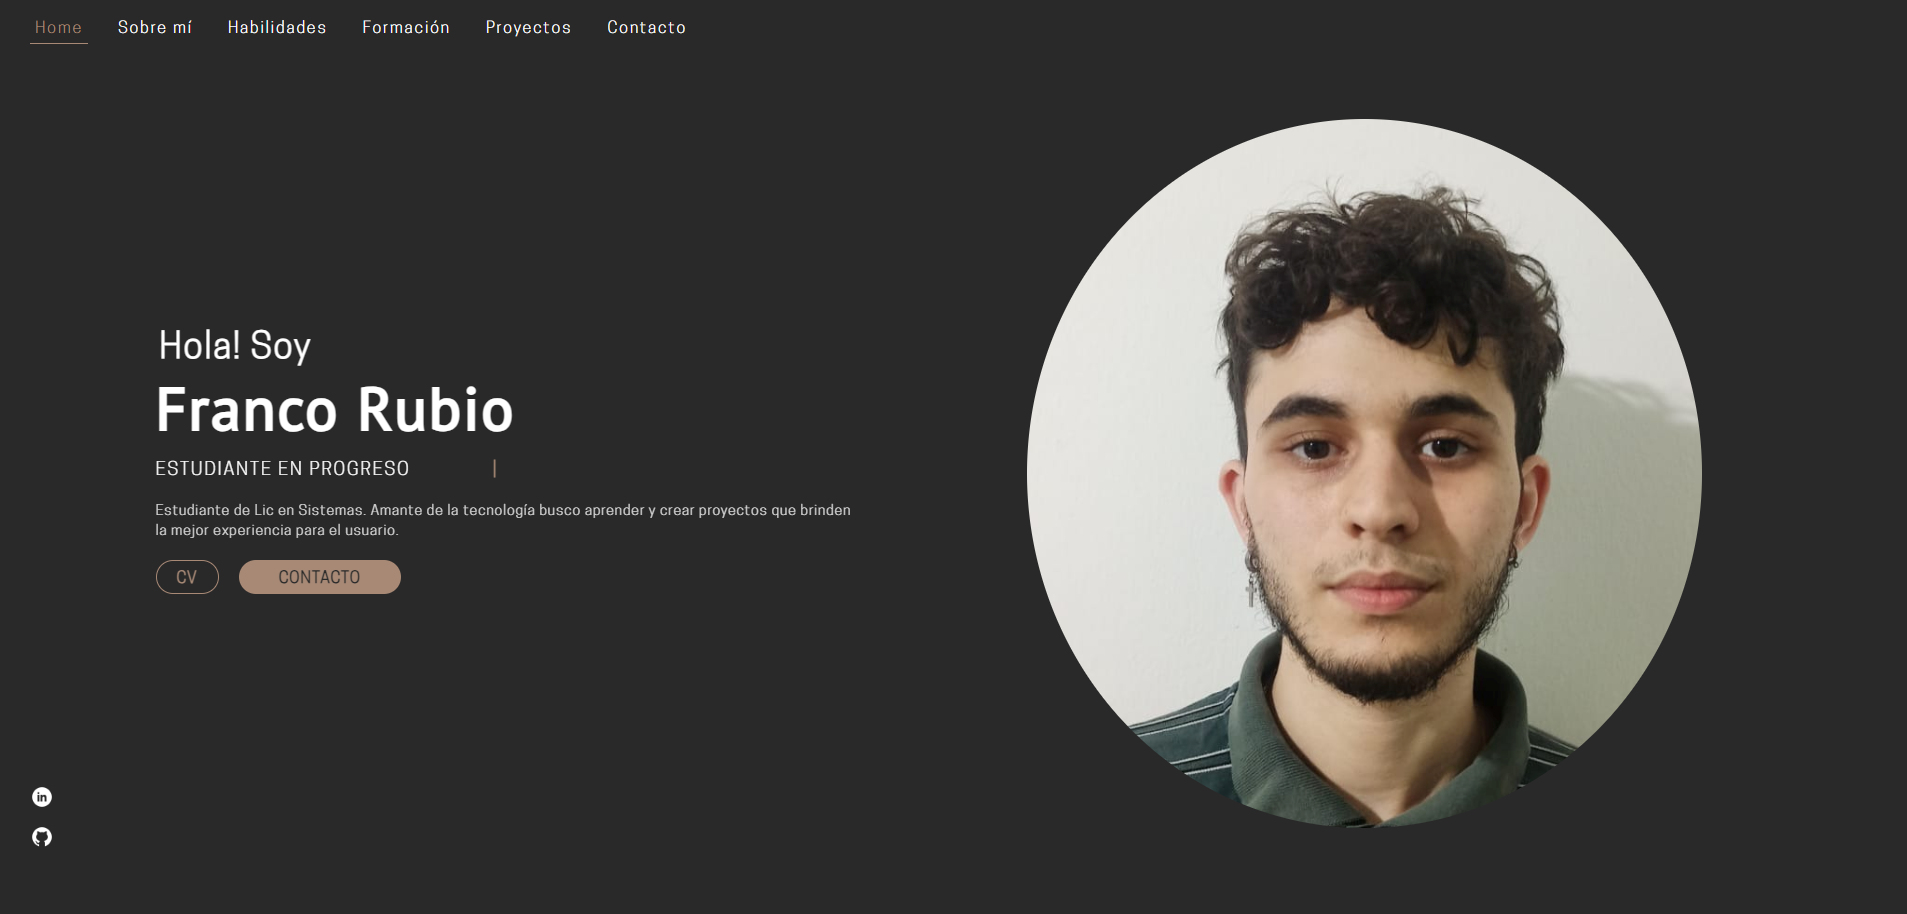 Home Sobre mí Habilidades Formación Proyectos Contacto
Hola! Soy
Franco Rubio
ESTUDIANTE EN PROGRESO |
Estudiante de Lic en Sistemas. Amante de la tecnología busco aprender y crear proyectos que brinden
la mejor experiencia para el usuario.
CV CONTACTO
in